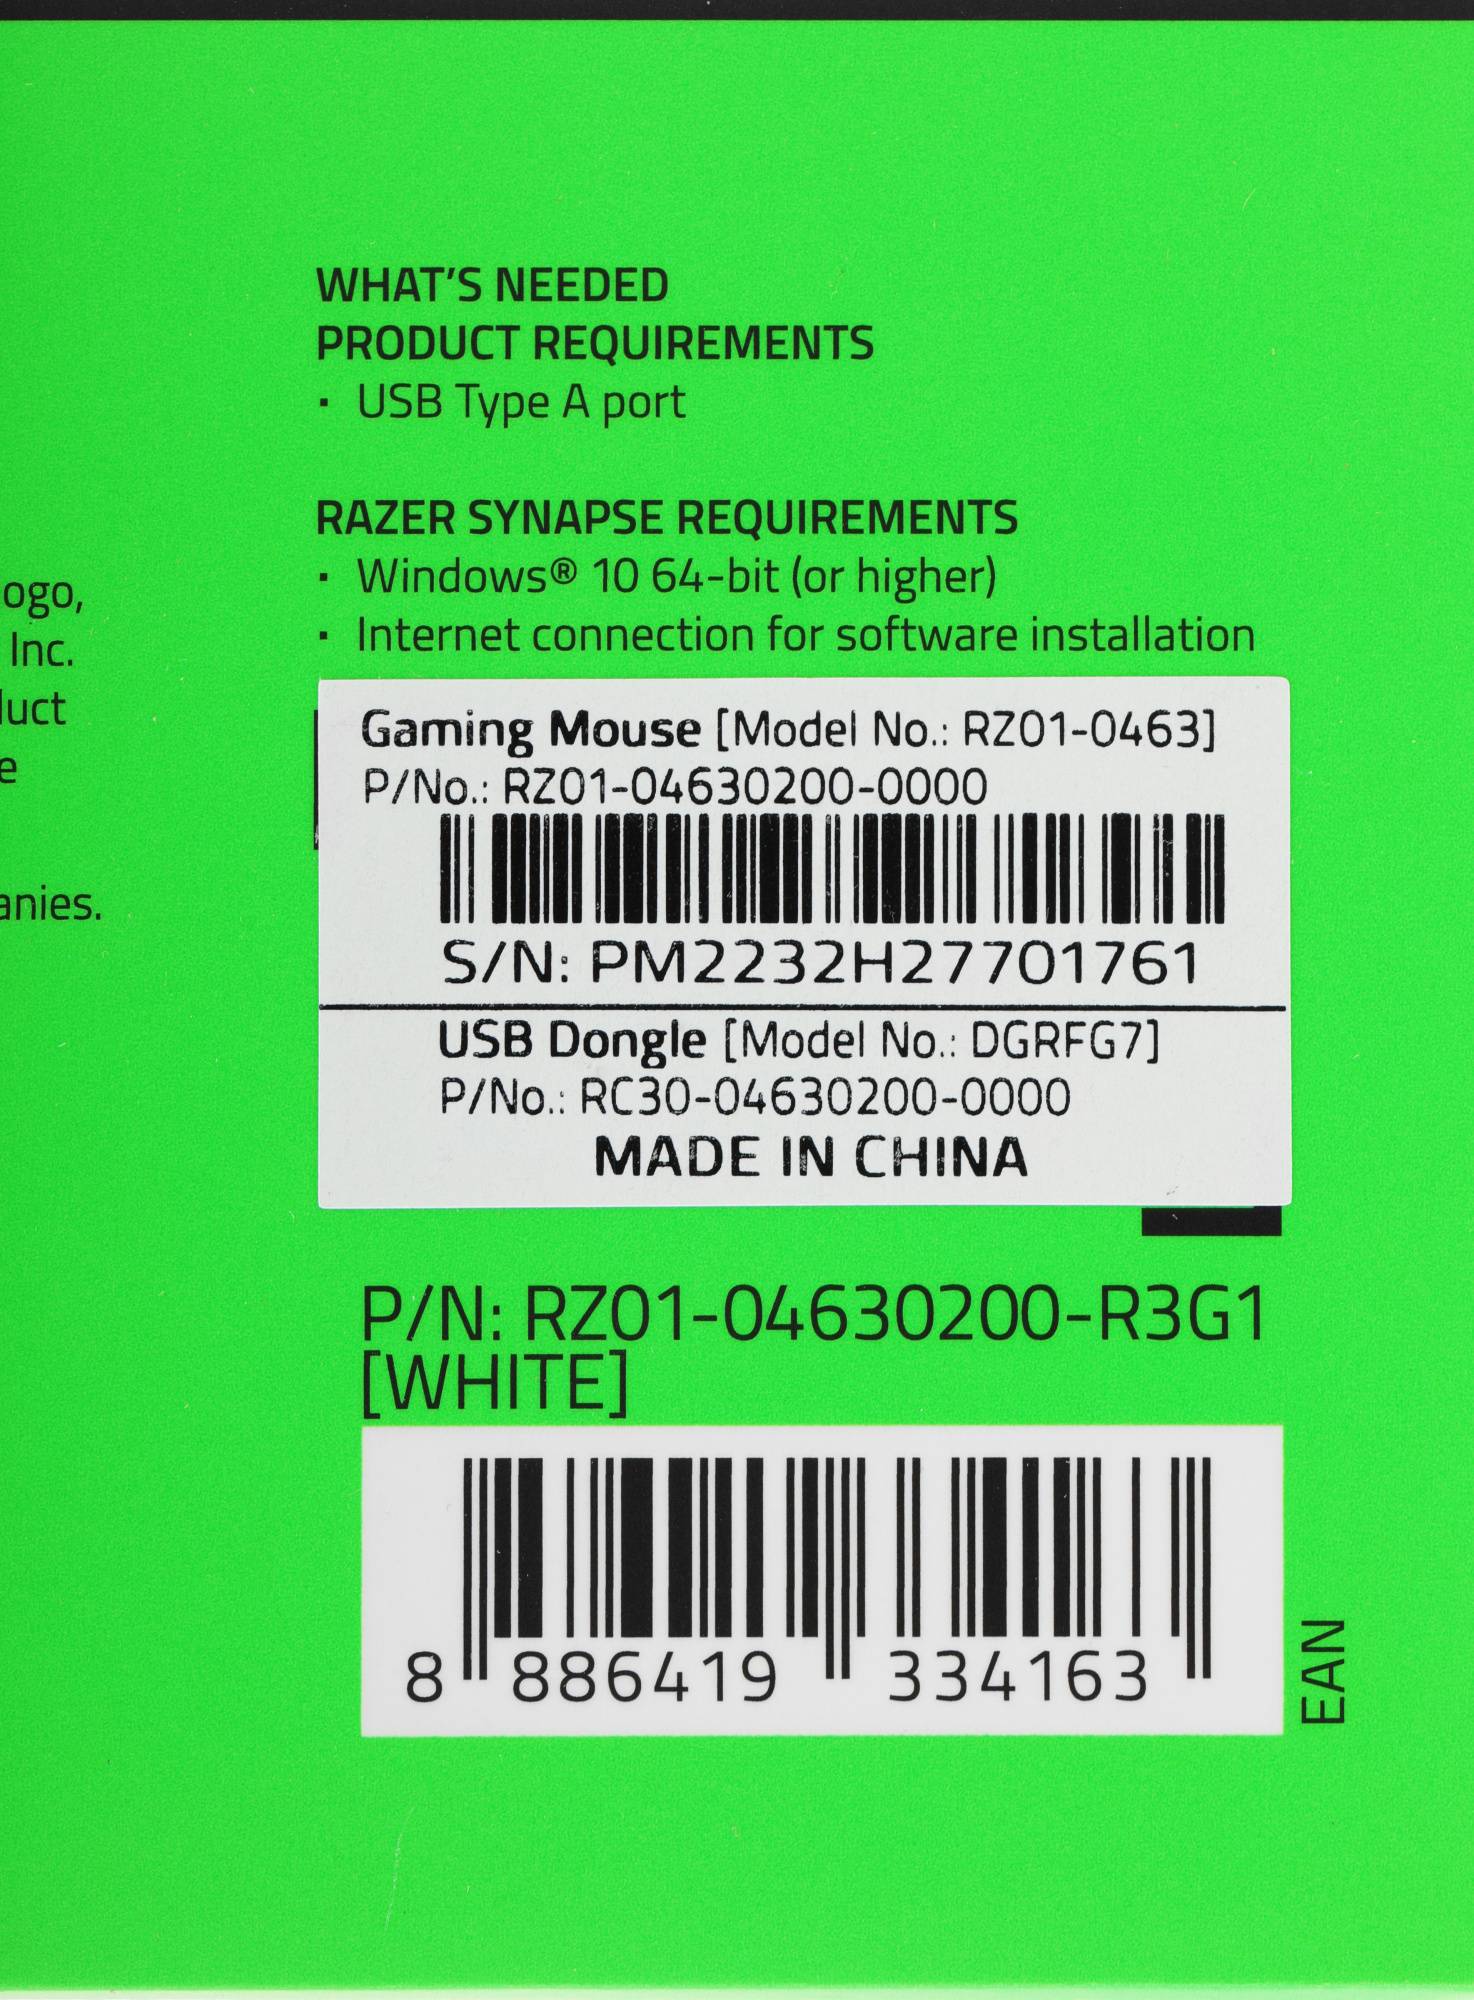 WHAT'S NEEDED
PRODUCT REQUIREMENTS
· USB Type A port
RAZER SYNAPSE REQUIREMENTS
· Windows® 10 64-bit (or higher)
· Internet connection for software installation
ogo,
Inc.
duct
e
anies.
Gaming Mouse [Model No.: RZ01-0463]
P/No.: RZ01-04630200-0000
S/N: PM2232H27701761
USB Dongle [Model No.: DGRFG7]
P/No.: RC30-04630200-0000
MADE IN CHINA
P/N: RZ01-04630200-R3G1
[WHITE]
8 886419 334163
EAN